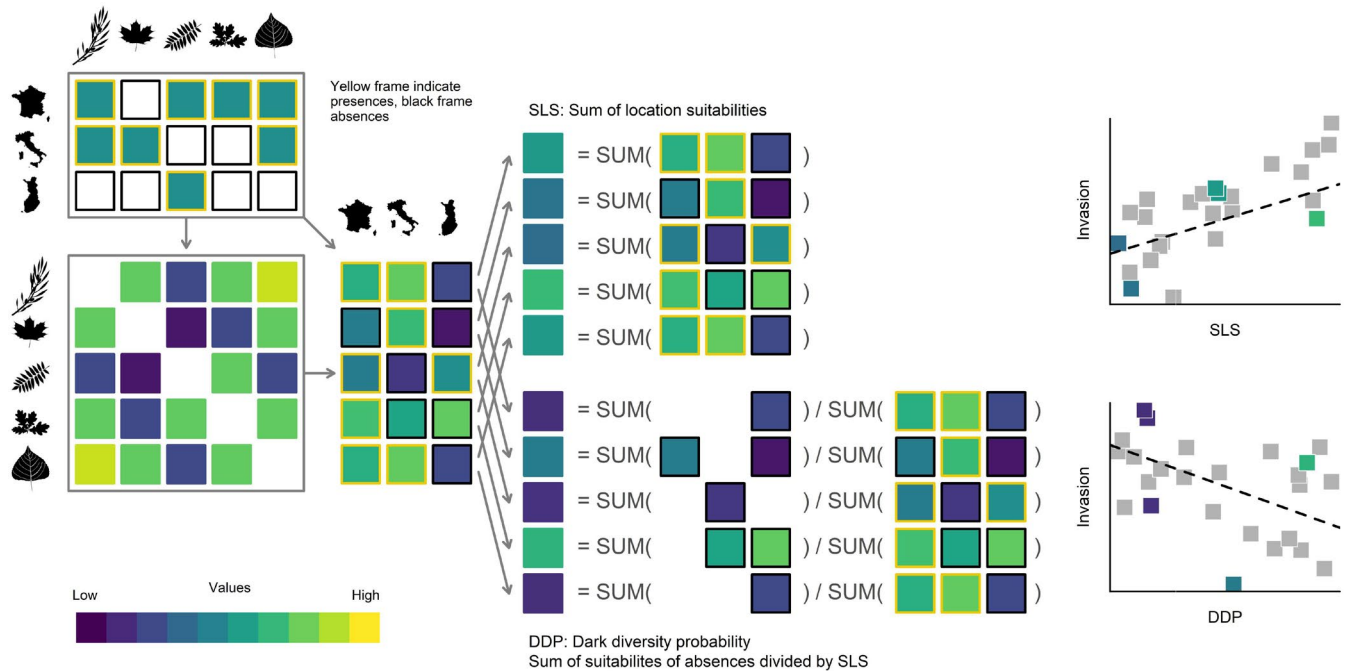 Yellow frame indicate
presences, black frame
absences
SLS: Sum of location suitabilities
= SUM( )
= SUM( )
= SUM( )
= SUM( )
= SUM( )
= SUM( ) / SUM( )
= SUM( ) / SUM( )
= SUM( ) / SUM( )
= SUM( ) / SUM( )
= SUM( ) / SUM( )
DDP: Dark diversity probability
Sum of suitabilites of absences divided by SLS
Low Values High
Invasion
SLS
Invasion
DDP